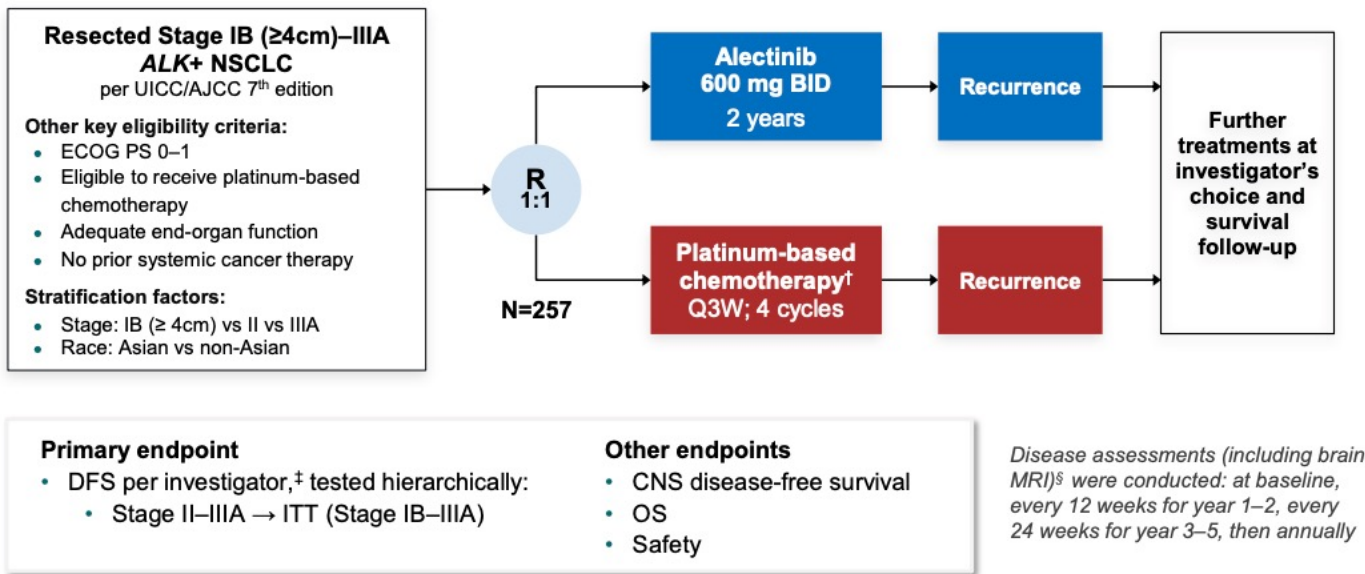 Resected Stage IB (≥4cm)–IIIA
ALK+ NSCLC
per UICC/AJCC 7th edition
Other key eligibility criteria:
• ECOG PS 0–1
• Eligible to receive platinum-based
chemotherapy
• Adequate end-organ function
• No prior systemic cancer therapy
Stratification factors:
• Stage: IB (≥ 4cm) vs II vs IIIA
• Race: Asian vs non-Asian
R
1:1
N=257
Alectinib
600 mg BID
2 years
Recurrence
Platinum-based
chemotherapy†
Q3W; 4 cycles
Recurrence
Further
treatments at
investigator’s
choice and
survival
follow-up
Primary endpoint
• DFS per investigator,‡ tested hierarchically:
• Stage II–IIIA → ITT (Stage IB–IIIA)
Other endpoints
• CNS disease-free survival
• OS
• Safety
Disease assessments (including brain
MRI)§ were conducted: at baseline,
every 12 weeks for year 1–2, every
24 weeks for year 3–5, then annually